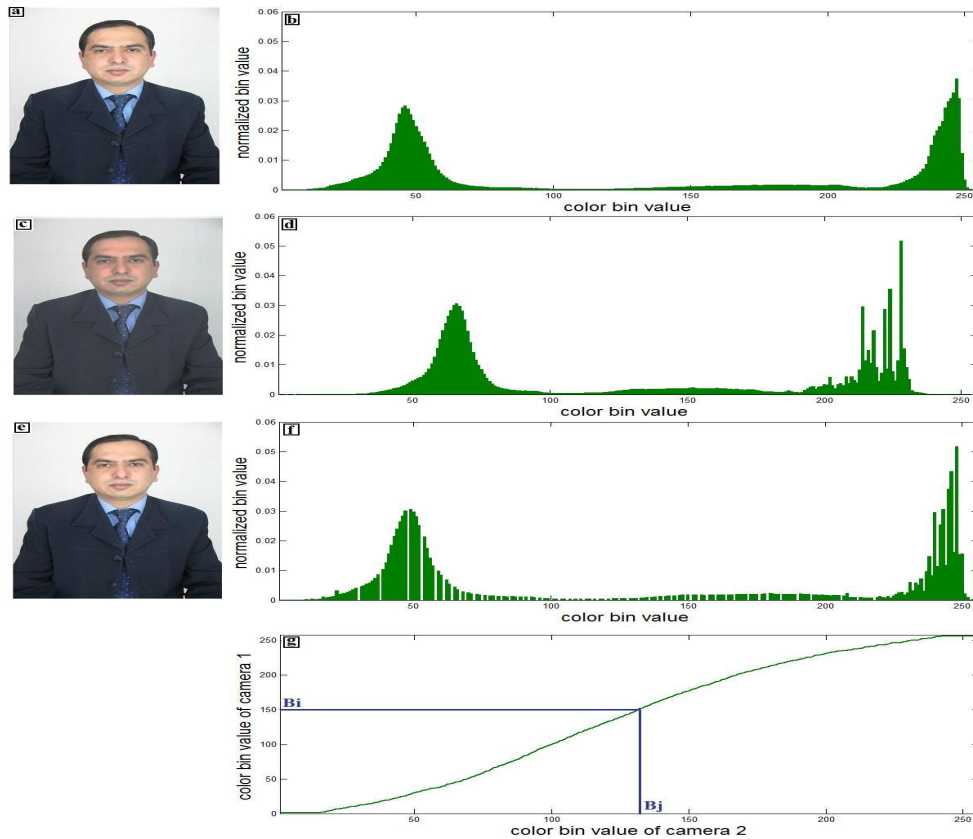 a
b
0.06
0.05
0.04
0.03
0.02
0.01
0
normalized bin value
50 100 150 200 250
color bin value
c
d
0.06
0.05
0.04
0.03
0.02
0.01
0
normalized bin value
50 100 150 200 250
color bin value
e
f
0.06
0.05
0.04
0.03
0.02
0.01
0
normalized bin value
50 100 150 200 250
color bin value
g
250
200
150
100
50
0
color bin value of camera 1
Bi
Bj
50 100 150 200 250
color bin value of camera 2